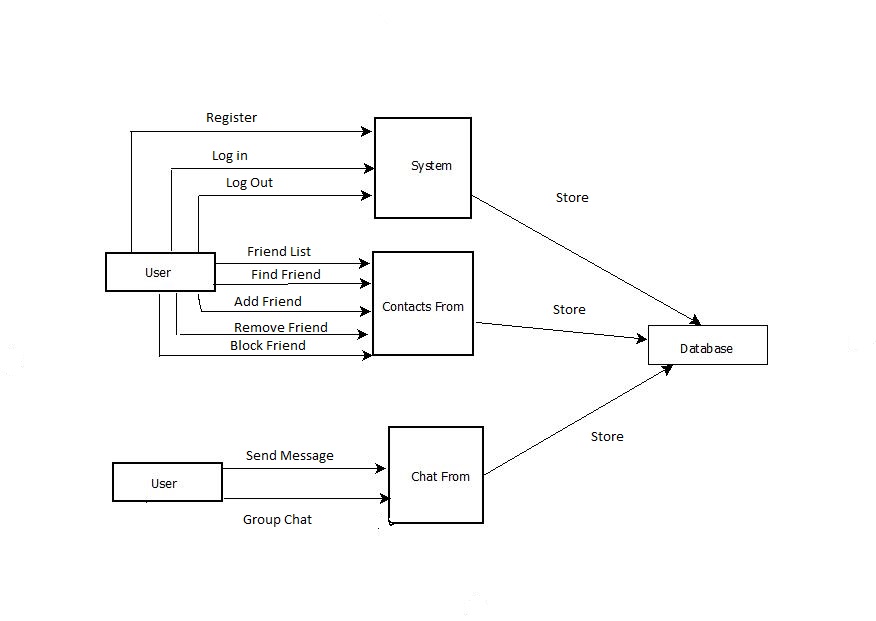 Register
Log in
System
Log Out
Store
Friend List
User
Find Friend
Add Friend
Contacts From
Store
Remove Friend
Block Friend
Database
Store
Send Message
Chat From
User
Group Chat